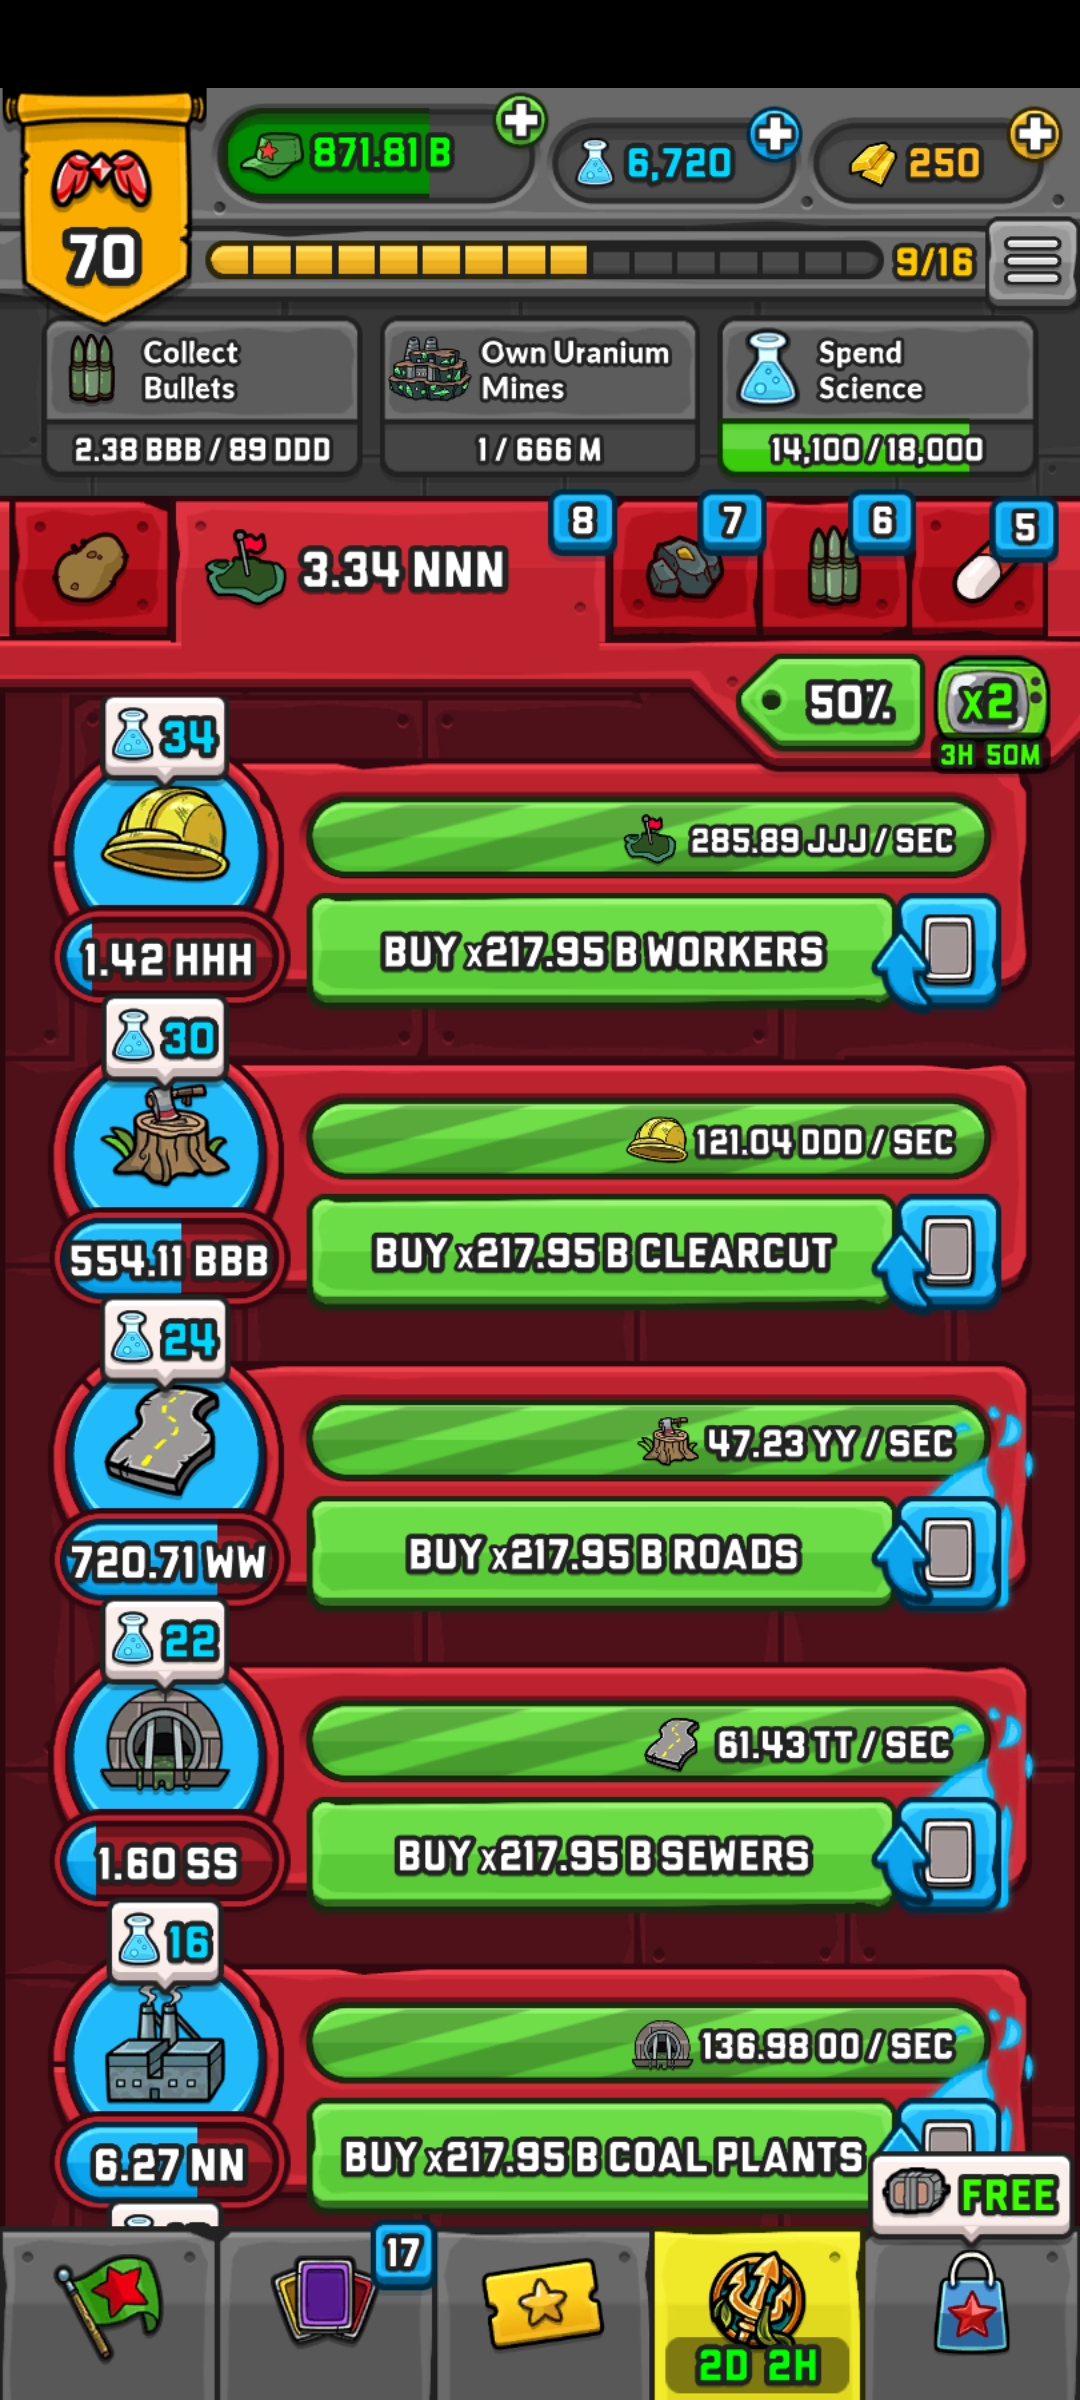 871.81 B
6,720
250
70
9/16
Collect
Bullets
Own Uranium
Mines
Spend
Science
2.38 BBB / 89 DDD
1 / 666 M
14,100 / 18,000
3.34 NNN
8
7
6
5
50%
x2
3H 50M
34
285.89 JJJ / SEC
BUY x217.95 B WORKERS
1.42 HHH
30
121.04 DDD / SEC
BUY x217.95 B CLEARCUT
554.11 BBB
24
47.23 YY / SEC
BUY x217.95 B ROADS
720.71 WW
22
61.43 TT / SEC
BUY x217.95 B SEWERS
1.60 SS
16
136.98 OO / SEC
BUY x217.95 B COAL PLANTS
6.27 NN
FREE
17
2D 2H